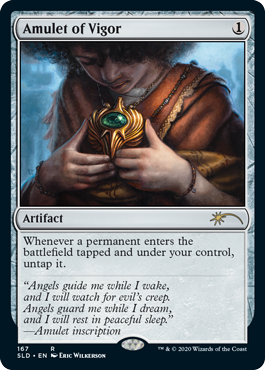 Amulet of Vigor 1
Artifact
Whenever a permanent enters the
battlefield tapped and under your control,
untap it.
“Angels guide me while I wake,
and I will watch for evil’s creep.
Angels guard me while I dream,
and I will rest in peaceful sleep.”
—Amulet inscription
167 R
SLD • EN Eric Wilkerson
™ & © 2020 Wizards of the Coast